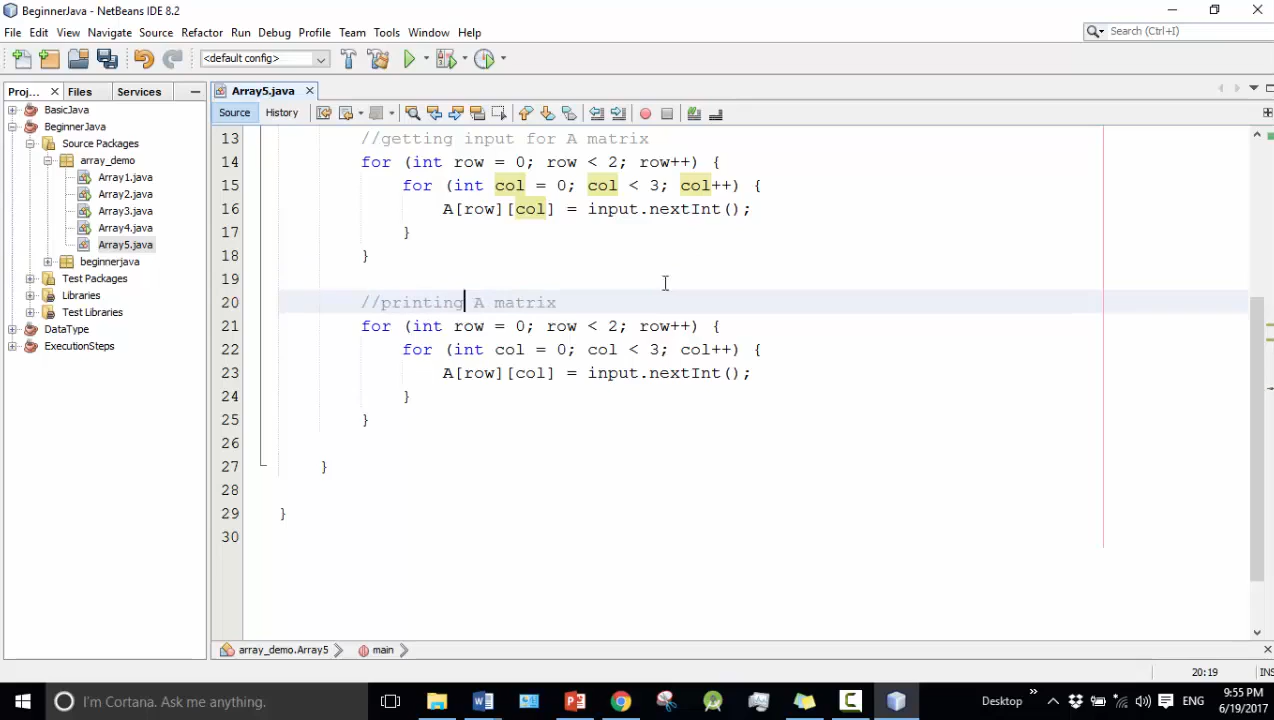 BeginnerJava - NetBeans IDE 8.2
File Edit View Navigate Source Refactor Run Debug Profile Team Tools Window Help
Search (Ctrl+I)
<default config>
Proj... Files Services
Array5.java
Source History
BasicJava
BeginnerJava
Source Packages
array_demo
Array1.java
Array2.java
Array3.java
Array4.java
Array5.java
beginnerjava
Test Packages
Libraries
Test Libraries
DataType
ExecutionSteps
13 //getting input for A matrix
14 for (int row = 0; row < 2; row++) {
15 for (int col = 0; col < 3; col++) {
16 A[row][col] = input.nextInt();
17 }
18 }
19
20 //printing A matrix
21 for (int row = 0; row < 2; row++) {
22 for (int col = 0; col < 3; col++) {
23 A[row][col] = input.nextInt();
24 }
25 }
26
27 }
28
29 }
30
array_demo.Array5 main
20:19 INS
I'm Cortana. Ask me anything.
Desktop ENG
9:55 PM
6/19/2017